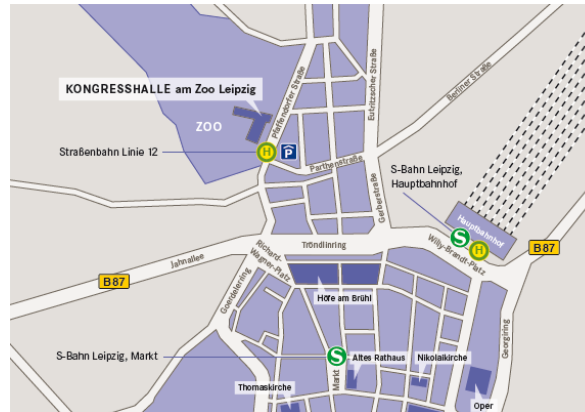 KONGRESSHALLE am Zoo Leipzig
ZOO
Pfaffendorfer Straße
Eutritzscher Straße
Berliner Straße
Straßenbahn Linie 12
H
P
Parthenstraße
Gerberstraße
S-Bahn Leipzig,
Hauptbahnhof
Hauptbahnhof
S
H
Willy-Brandt-Platz
B87
Tröndlinring
Richard-
Wagner-Platz
Jahnallee
B87
Goerdelerring
Höfe am Brühl
Georgiring
S-Bahn Leipzig, Markt
S
Markt
Altes Rathaus
Nikolaikirche
Thomaskirche
Oper